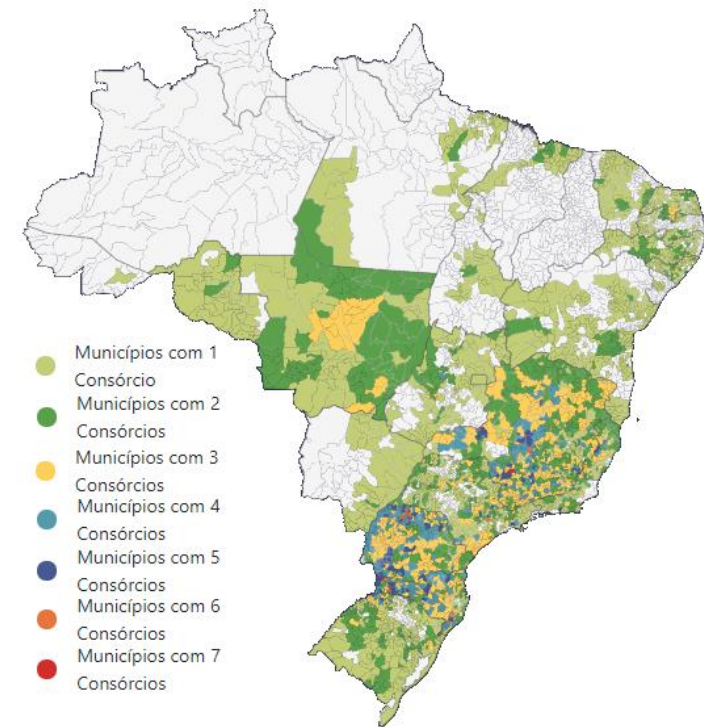 Municípios com 1
Consórcio
Municípios com 2
Consórcios
Municípios com 3
Consórcios
Municípios com 4
Consórcios
Municípios com 5
Consórcios
Municípios com 6
Consórcios
Municípios com 7
Consórcios